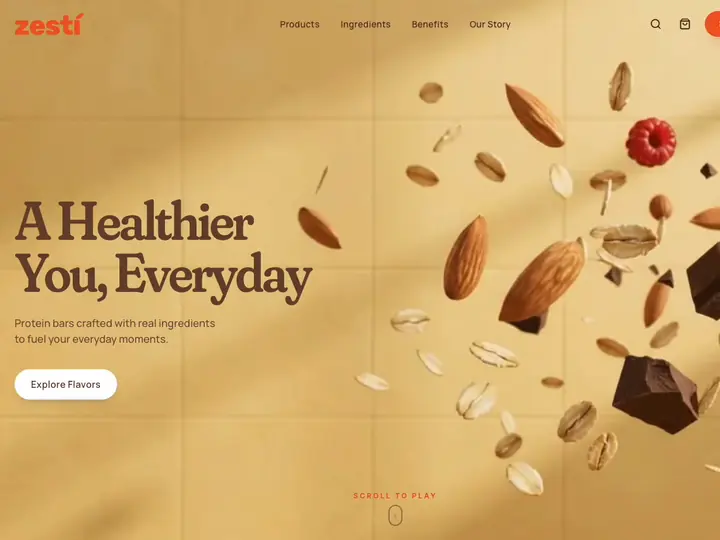 zestí
Products Ingredients Benefits Our Story
A Healthier
You, Everyday
Protein bars crafted with real ingredients
to fuel your everyday moments.
Explore Flavors
SCROLL TO PLAY